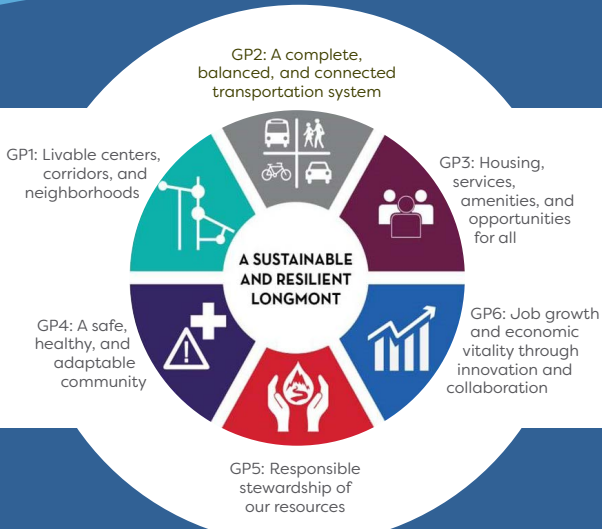 GP2: A complete,
balanced, and connected
transportation system
GP1: Livable centers,
corridors, and
neighborhoods
GP3: Housing,
services,
amenities, and
opportunities
for all
A SUSTAINABLE
AND RESILIENT
LONGMONT
GP4: A safe,
healthy, and
adaptable
community
GP6: Job growth
and economic
vitality through
innovation and
collaboration
GP5: Responsible
stewardship of
our resources